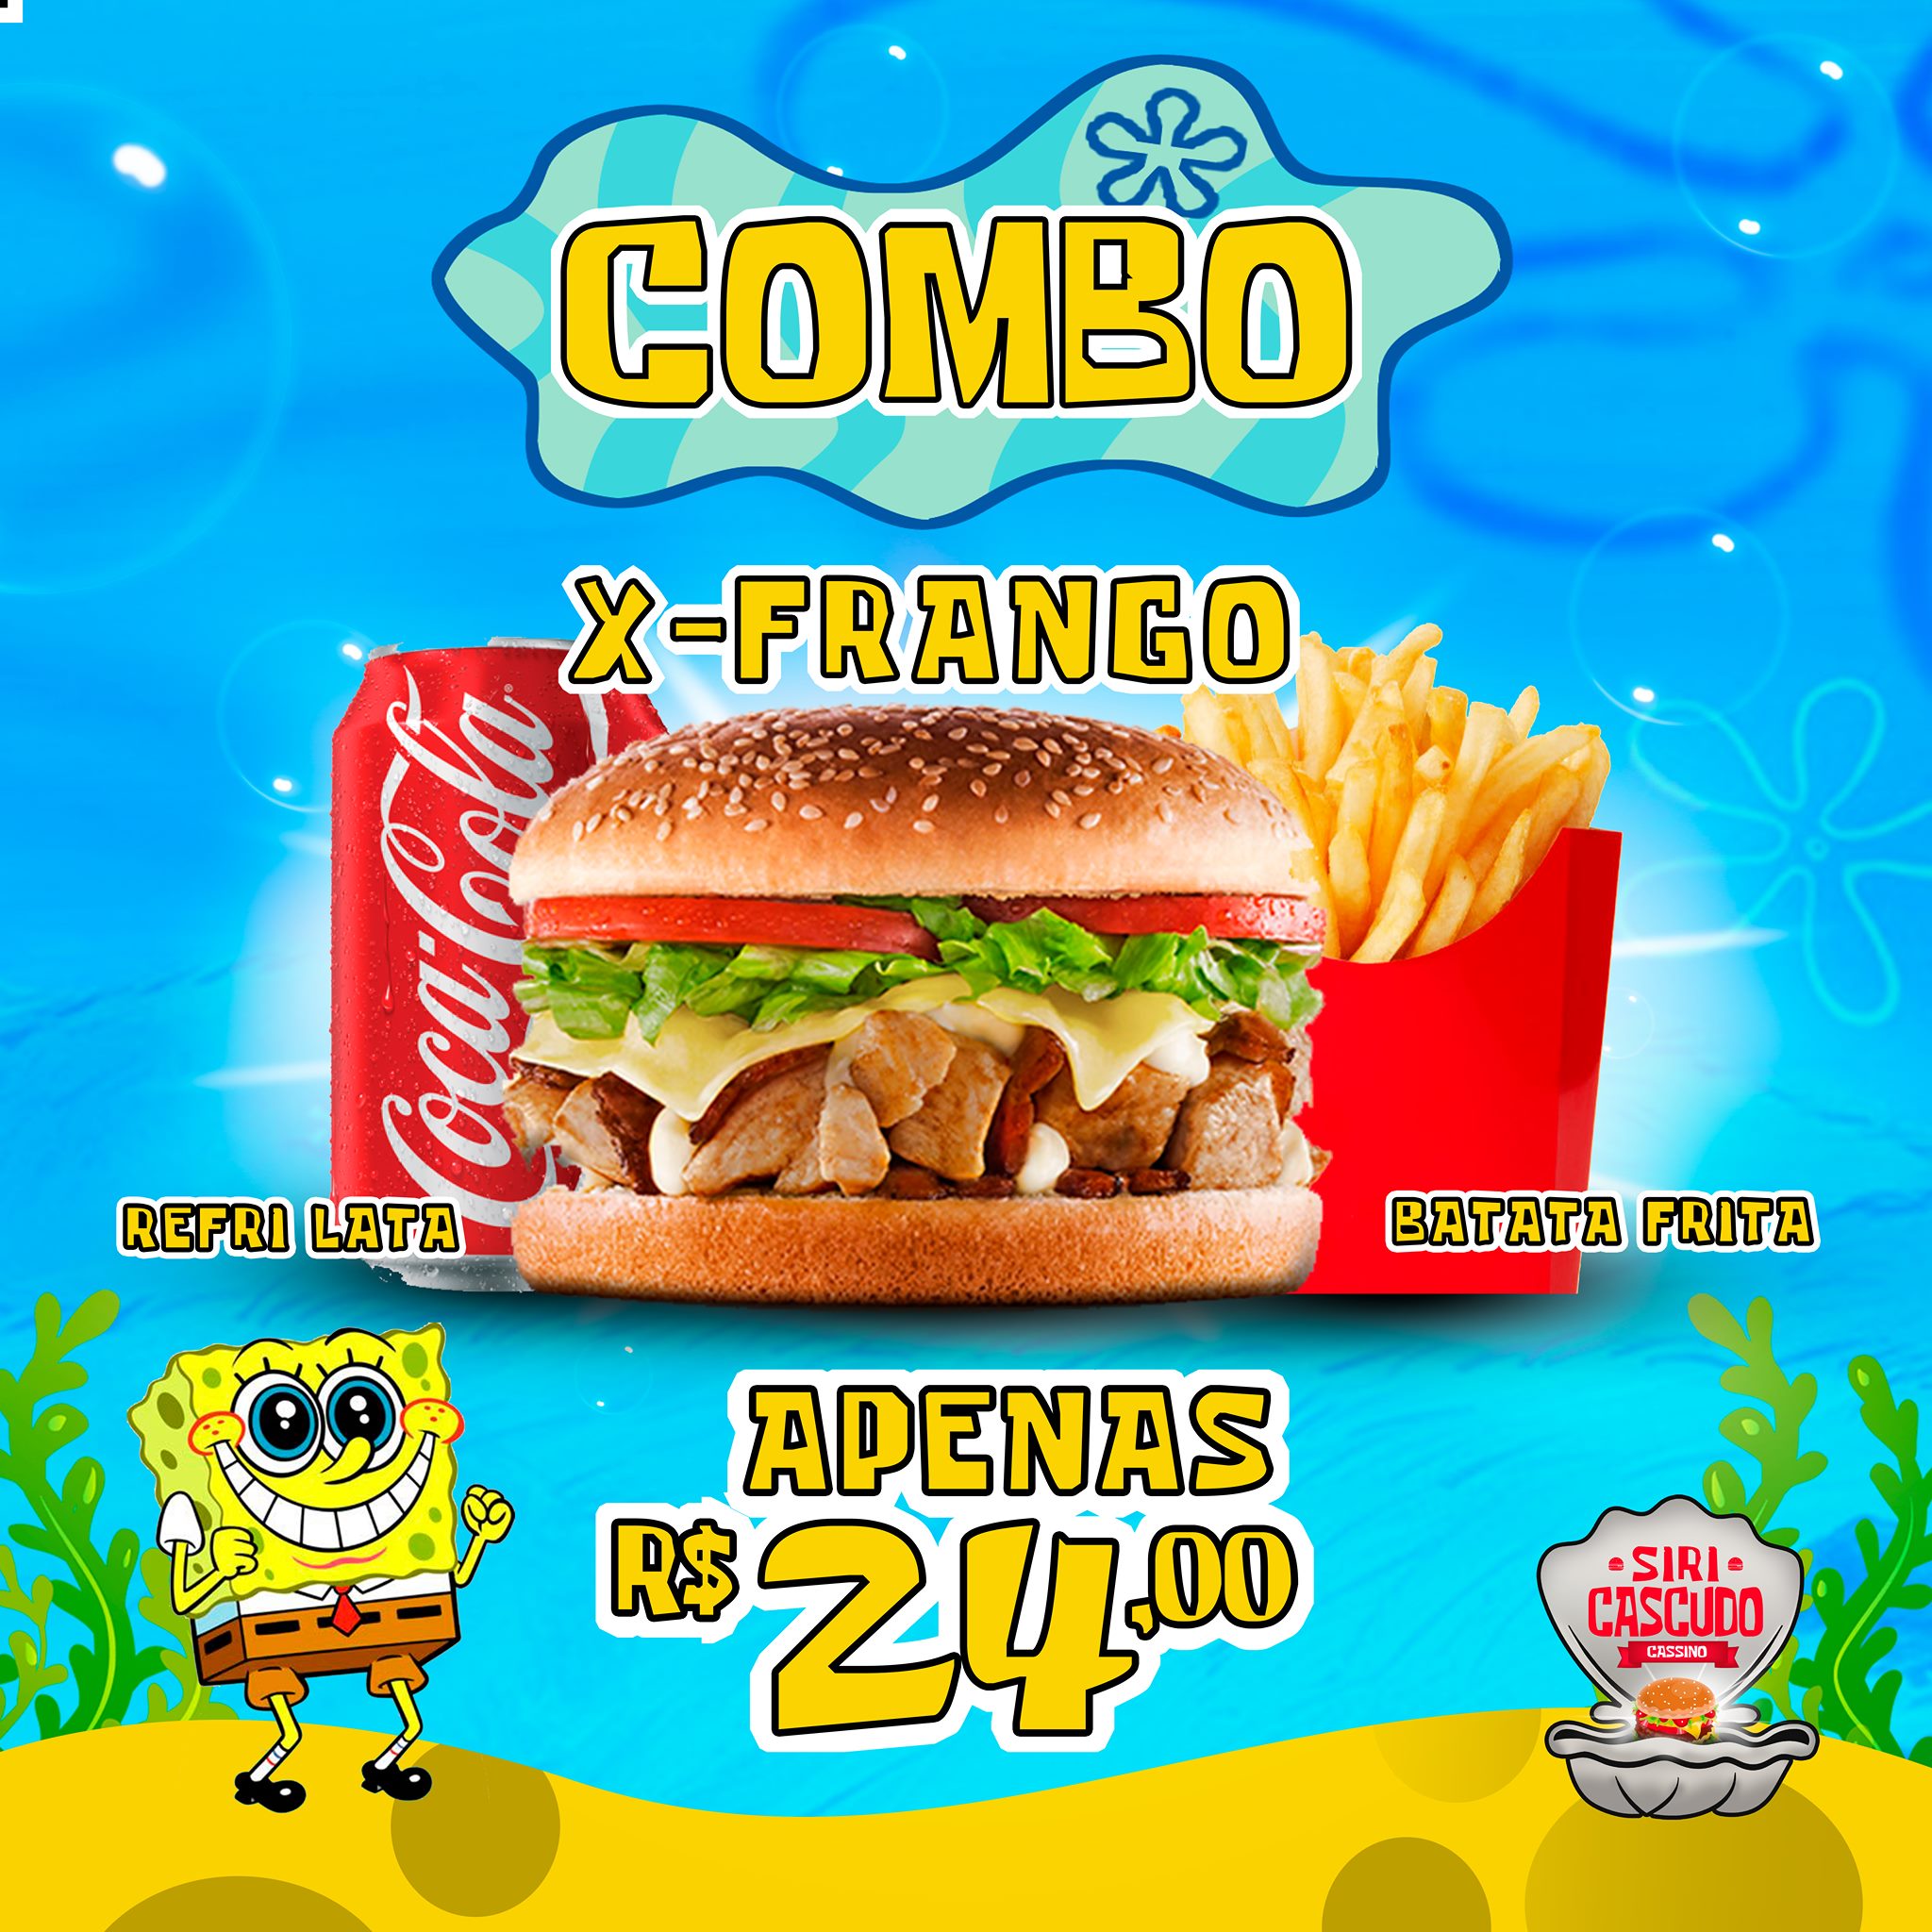 COMBO
X-FRANGO
Coca-Cola
REFRI LATA
BATATA FRITA
APENAS
R$ 24,00
SIRI
CASCUDO
CASSINO